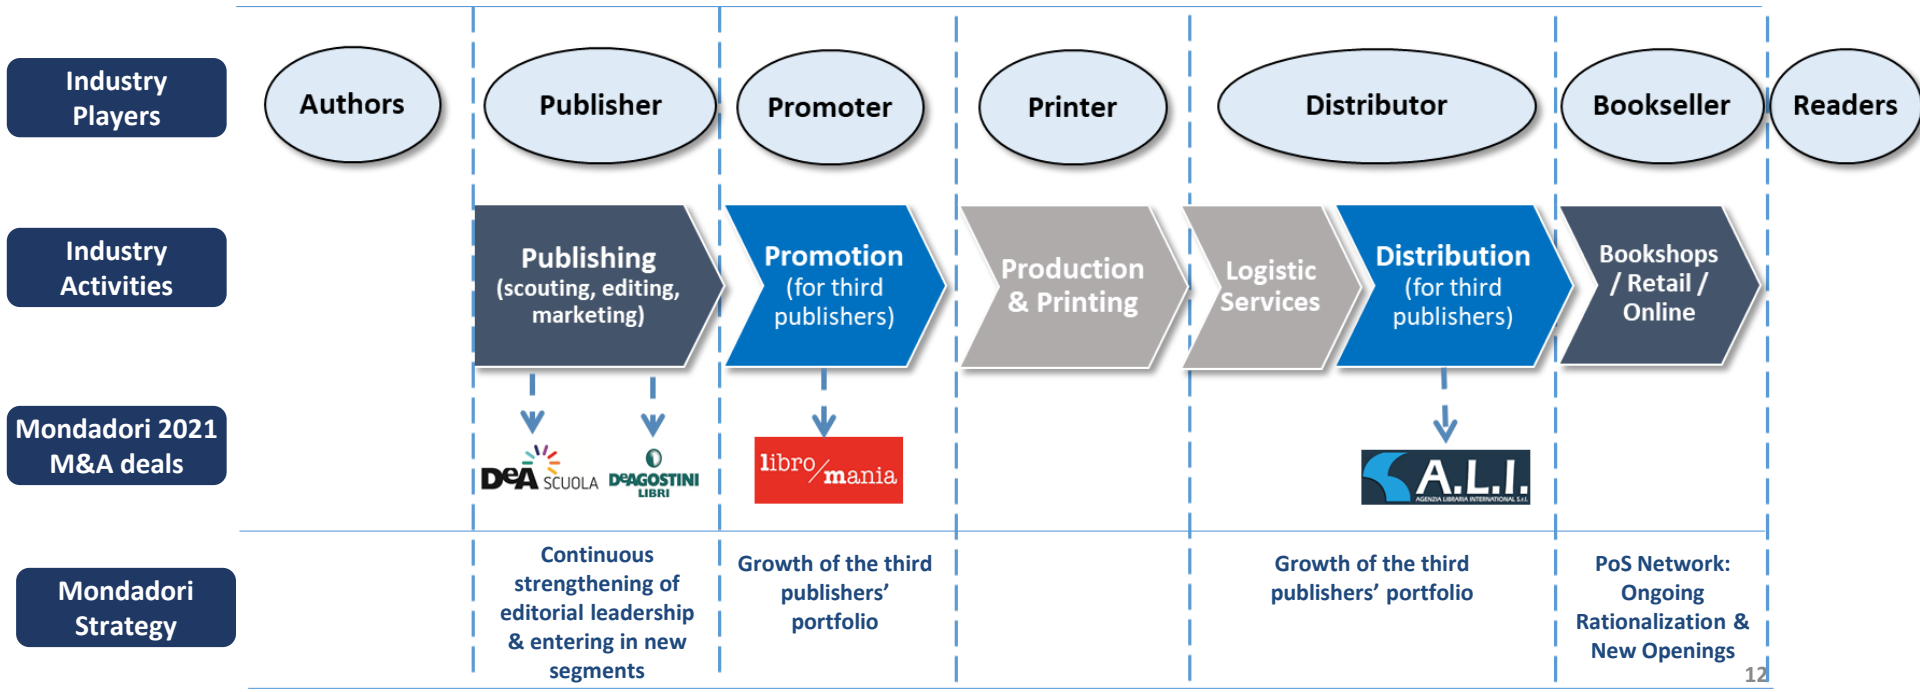 Industry
Players
Authors
Publisher
Promoter
Printer
Distributor
Bookseller
Readers
Industry
Activities
Publishing
(scouting, editing,
marketing)
Promotion
(for third
publishers)
Production
& Printing
Logistic
Services
Distribution
(for third
publishers)
Bookshops
/ Retail /
Online
Mondadori 2021
M&A deals
DeA SCUOLA
DeAGOSTINI
LIBRI
libro/mania
A.L.I.
AGENZIA LIBRARIA INTERNATIONAL S.r.l.
Mondadori
Strategy
Continuous
strengthening of
editorial leadership
& entering in new
segments
Growth of the third
publishers’
portfolio
Growth of the third
publishers’ portfolio
PoS Network:
Ongoing
Rationalization &
New Openings
12